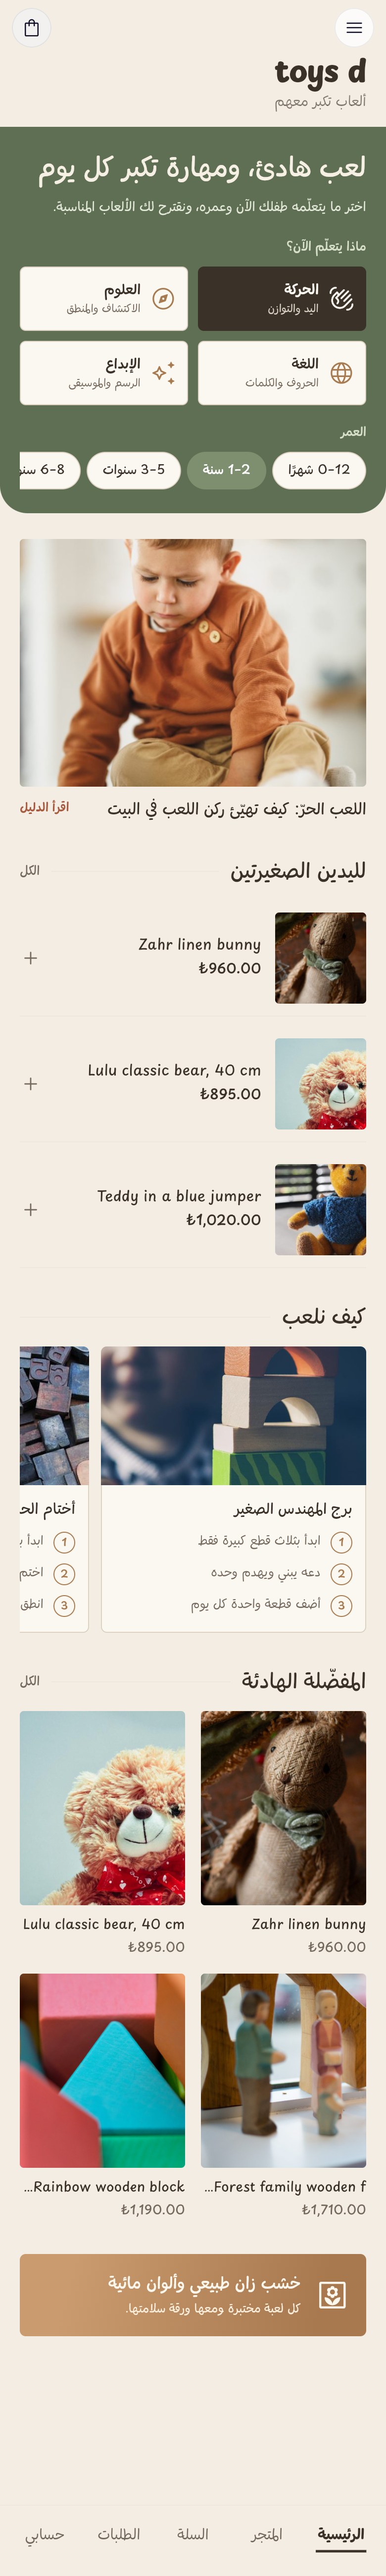 toys d
ألعاب تكبر معهم
لعب هادئ، ومهارة تكبر كل يوم
اختر ما يتعلّمه طفلك الآن وعمره، ونقترح لك الألعاب المناسبة.
ماذا يتعلّم الآن؟
الحركة
اليد والتوازن
العلوم
الاكتشاف والمنطق
اللغة
الحروف والكلمات
الإبداع
الرسم والموسيقى
العمر
0–12 شهرًا
1–2 سنة
3–5 سنوات
6–8 سنو
اللعب الحرّ: كيف تهيّئ ركن اللعب في البيت
اقرأ الدليل
لليدين الصغيرتين
الكل
Zahr linen bunny
₺960.00
Lulu classic bear, 40 cm
₺895.00
Teddy in a blue jumper
₺1,020.00
كيف نلعب
برج المهندس الصغير
1 ابدأ بثلاث قطع كبيرة فقط
2 دعه يبني ويهدم وحده
3 أضف قطعة واحدة كل يوم
أختام الح
1 ابدأ ب
2 اختم
3 انطق
المفضّلة الهادئة
الكل
Zahr linen bunny
₺960.00
Lulu classic bear, 40 cm
₺895.00
Forest family wooden f...
₺1,710.00
Rainbow wooden block...
₺1,190.00
خشب زان طبيعي وألوان مائية
كل لعبة مختبرة ومعها ورقة سلامتها.
الرئيسية
المتجر
السلة
الطلبات
حسابي